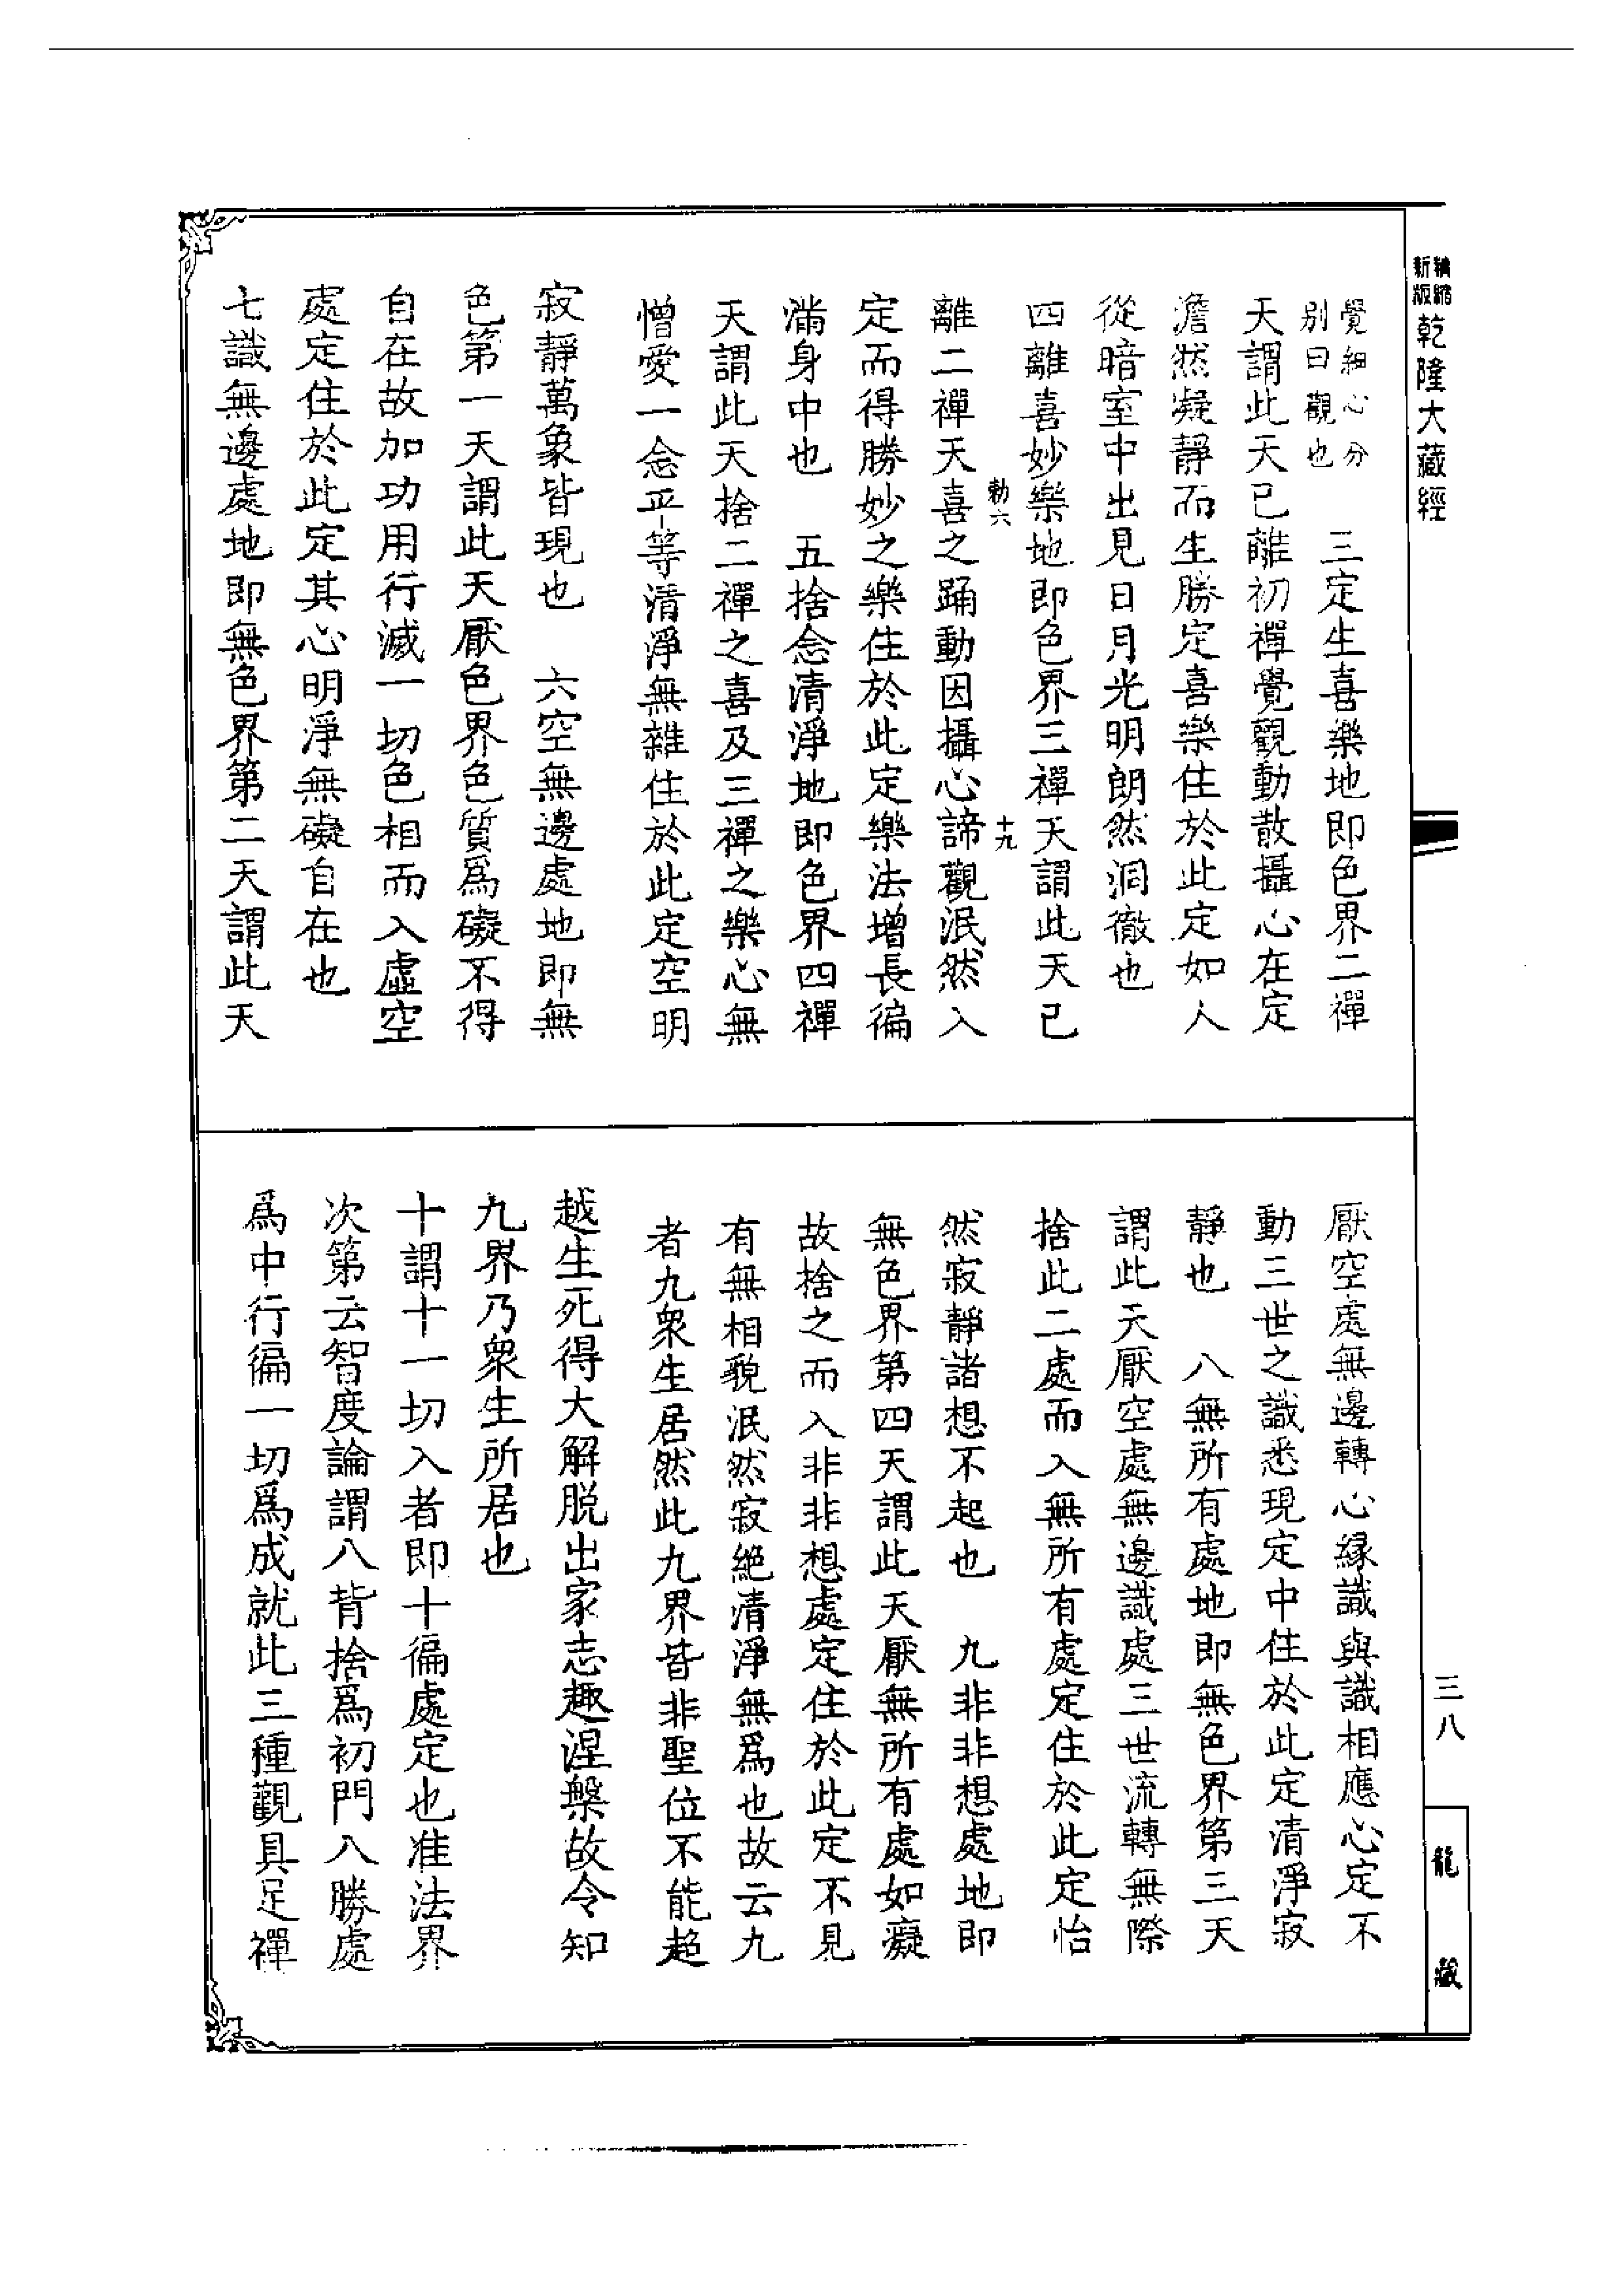 精縮
新版
乾隆大藏經
覺細心分
别曰觀也
三定生喜樂地即色界二禪
天謂此天已離初禪覺觀動散攝心在定
澹然凝靜而生勝定喜樂住於此定如人
從暗室中出見日月光明朗然洞徹也
四離喜妙樂地即色界三禪天謂此天已
勅六
十九
離二禪天喜之踊動因攝心諦觀泯然入
定而得勝妙之樂住於此定樂法增長徧
滿身中也　五捨念清淨地即色界四禪
天謂此天捨二禪之喜及三禪之樂心無
憎愛一念平等清淨無雜住於此定空明
寂靜萬象皆現也　六空無邊處地即無
色第一天謂此天厭色界色質爲礙不得
自在故加功用行滅一切色相而入虛空
處定住於此定其心明淨無礙自在也
七識無邊處地即無色界第二天謂此天
厭空處無邊轉心緣識與識相應心定不
動三世之識悉現定中住於此定清淨寂
靜也　八無所有處地即無色界第三天
謂此天厭空處無邊識處三世流轉無際
捨此二處而入無所有處定住於此定怡
然寂靜諸想不起也　九非非想處地即
無色界第四天謂此天厭無所有處如癡
故捨之而入非非想處定住於此定不見
有無相貌泯然寂絶清淨無爲也故云九
者九衆生居然此九界皆非聖位不能超
越生死得大解脱出家志趣涅槃故令知
九界乃衆生所居也
十謂十一切入者即十徧處定也准法界
次第云智度論謂八背捨爲初門八勝處
爲中行徧一切爲成就此三種觀具足禪
三八
龍藏